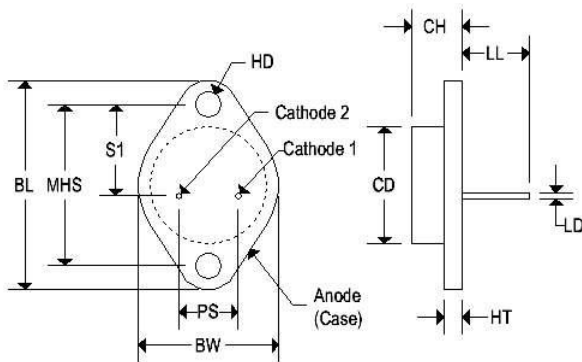 CH
LL
HD
Cathode 2
Cathode 1
S1
BL
MHS
CD
LD
PS
Anode
(Case)
HT
BW